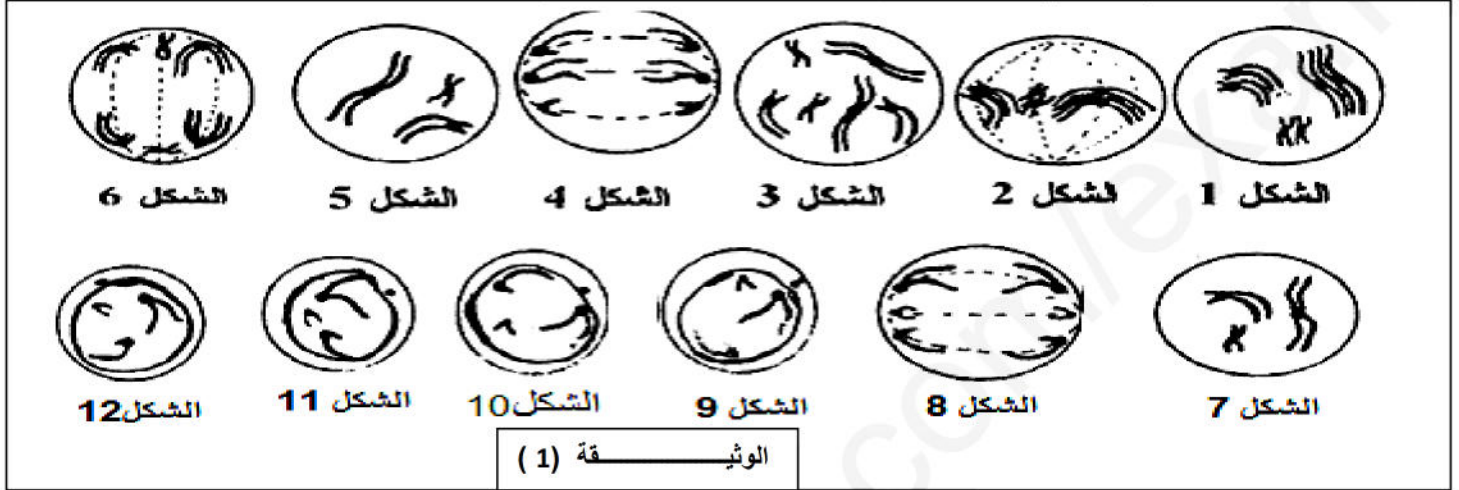 الشكل 1 الشكل 2 الشكل 3 الشكل 4 الشكل 5 الشكل 6
الشكل 7 الشكل 8 الشكل 9 الشكل10 الشكل 11 الشكل12
الوثيـــــــــــقة (1 )